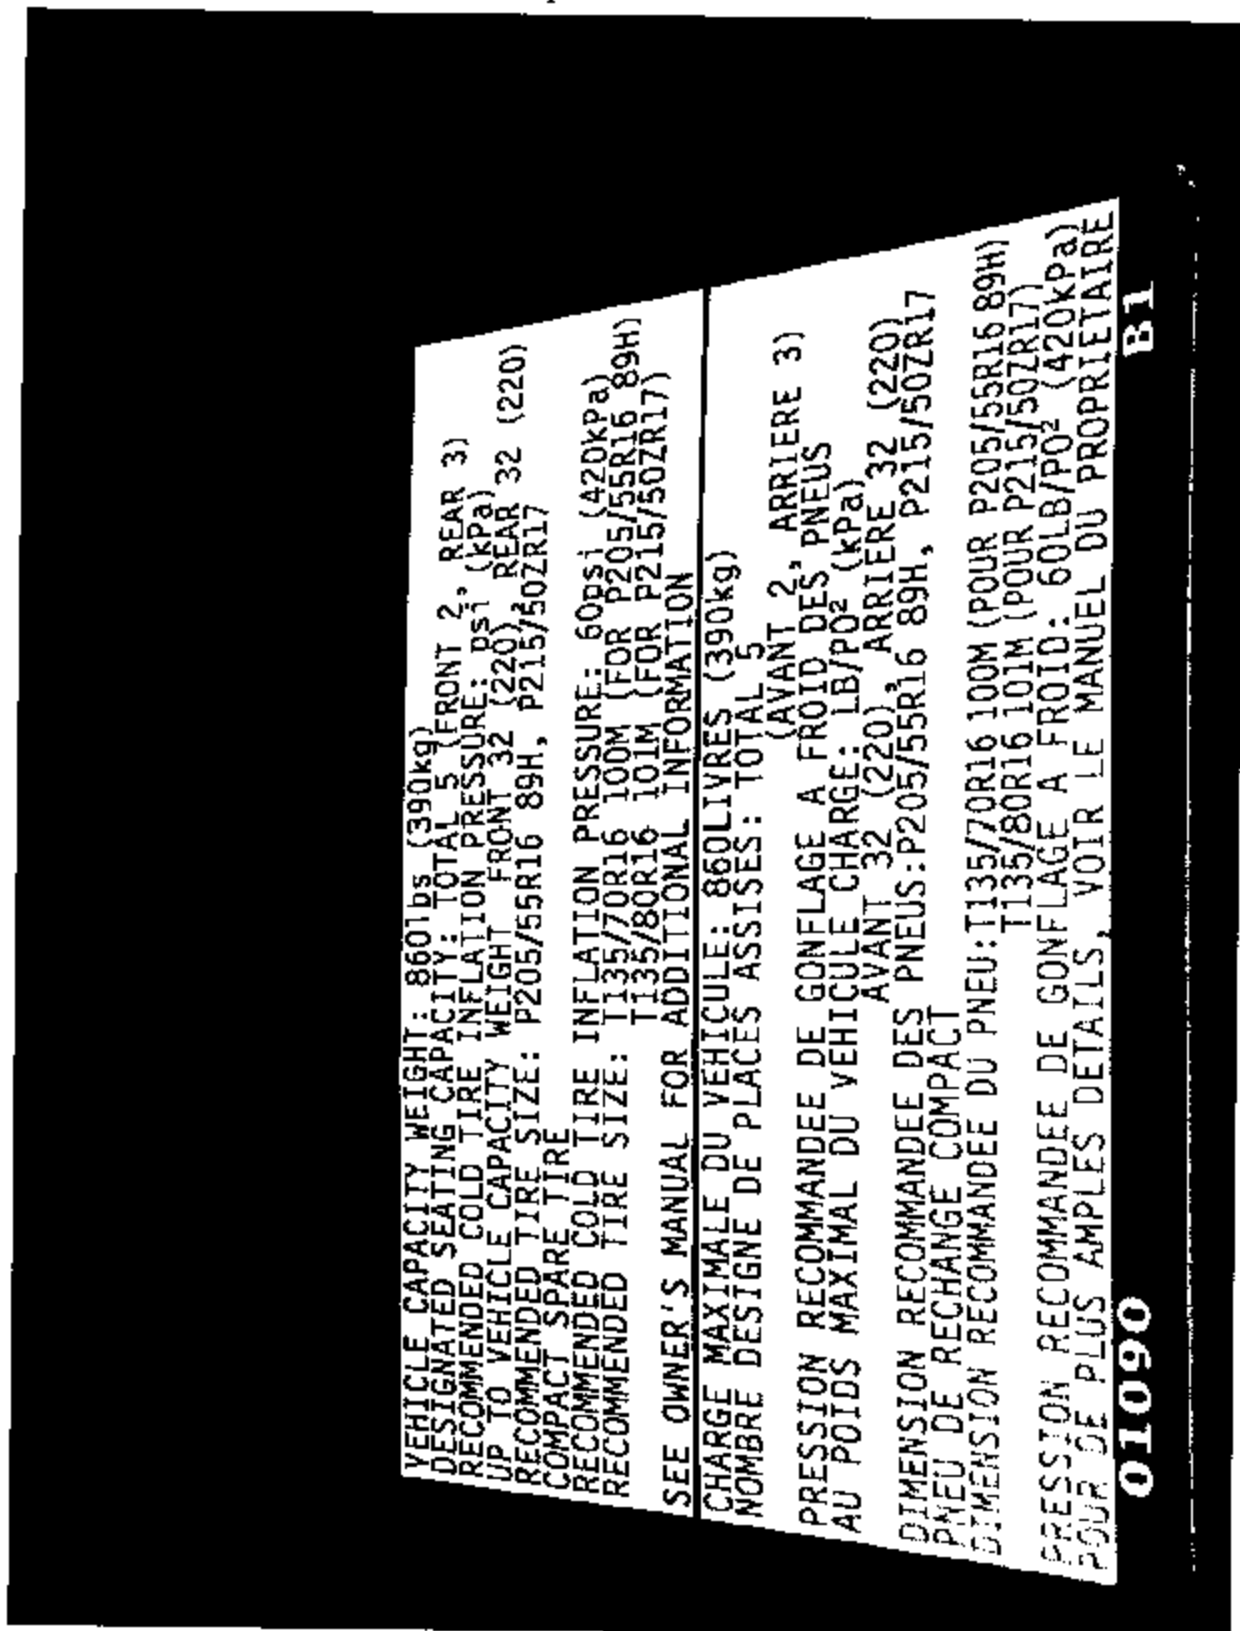 VEHICLE CAPACITY WEIGHT: 860lbs (390kg)
DESIGNATED SEATING CAPACITY: TOTAL 5 (FRONT 2, REAR 3)
RECOMMENDED COLD TIRE INFLATION PRESSURE: psi (kPa)
UP TO VEHICLE CAPACITY WEIGHT FRONT 32 (220), REAR 32 (220)
RECOMMENDED TIRE SIZE: P205/55R16 89H, P215/50ZR17
COMPACT SPARE TIRE
RECOMMENDED COLD TIRE INFLATION PRESSURE: 60psi (420kPa)
RECOMMENDED TIRE SIZE: T135/70R16 100M (FOR P205/55R16 89H)
T135/80R16 101M (FOR P215/50ZR17)
SEE OWNER'S MANUAL FOR ADDITIONAL INFORMATION
CHARGE MAXIMALE DU VEHICULE: 860LIVRES (390kg)
NOMBRE DESIGNE DE PLACES ASSISES: TOTAL 5
(AVANT 2, ARRIERE 3)
PRESSION RECOMMANDEE DE GONFLAGE A FROID DES PNEUS
AU POIDS MAXIMAL DU VEHICULE CHARGE: LB/PO² (kPa)
AVANT 32 (220), ARRIERE 32 (220)
DIMENSION RECOMMANDEE DES PNEUS:P205/55R16 89H, P215/50ZR17
PNEU DE RECHANGE COMPACT
DIMENSION RECOMMANDEE DU PNEU:T135/70R16 100M (POUR P205/55R16 89H)
T135/80R16 101M (POUR P215/50ZR17)
PRESSION RECOMMANDEE DE GONFLAGE A FROID: 60LB/PO² (420kPa)
POUR DE PLUS AMPLES DETAILS, VOIR LE MANUEL DU PROPRIETAIRE
01090 B1